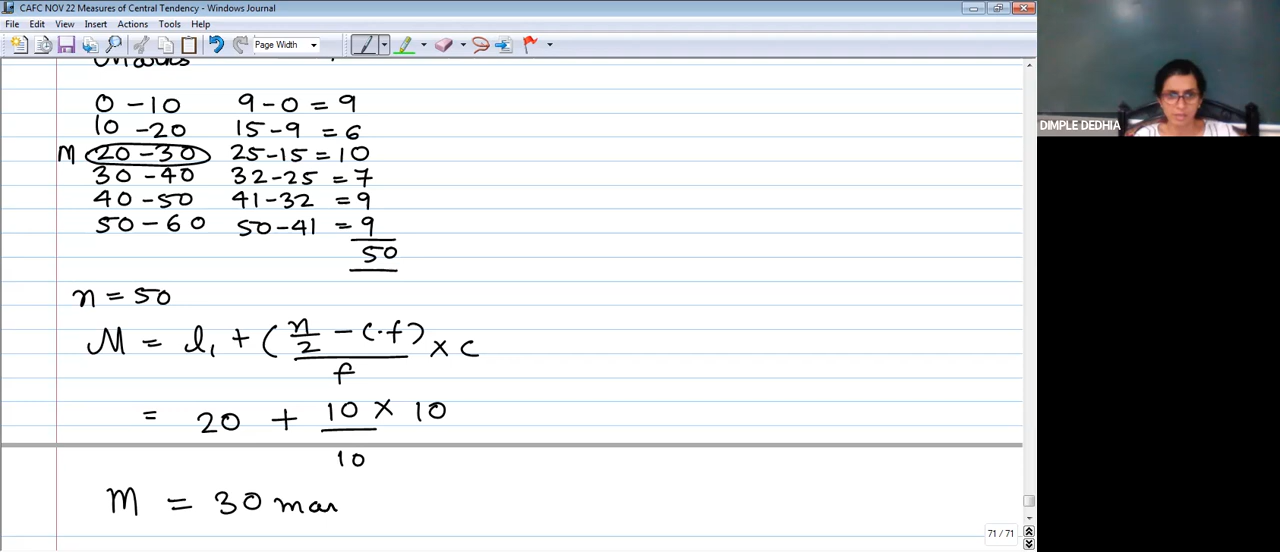 CAFC NOV 22 Measures of Central Tendency - Windows Journal
File Edit View Insert Actions Tools Help
Page Width
Marks
0 - 10 9 - 0 = 9
10 - 20 15 - 9 = 6
M 20 - 30 25 - 15 = 10
30 - 40 32 - 25 = 7
40 - 50 41 - 32 = 9
50 - 60 50 - 41 = 9
50
n = 50
M = l₁ + (n/2 - c.f)/f × c
= 20 + 10/10 × 10
M = 30 mar
71 / 71
DIMPLE DEDHIA